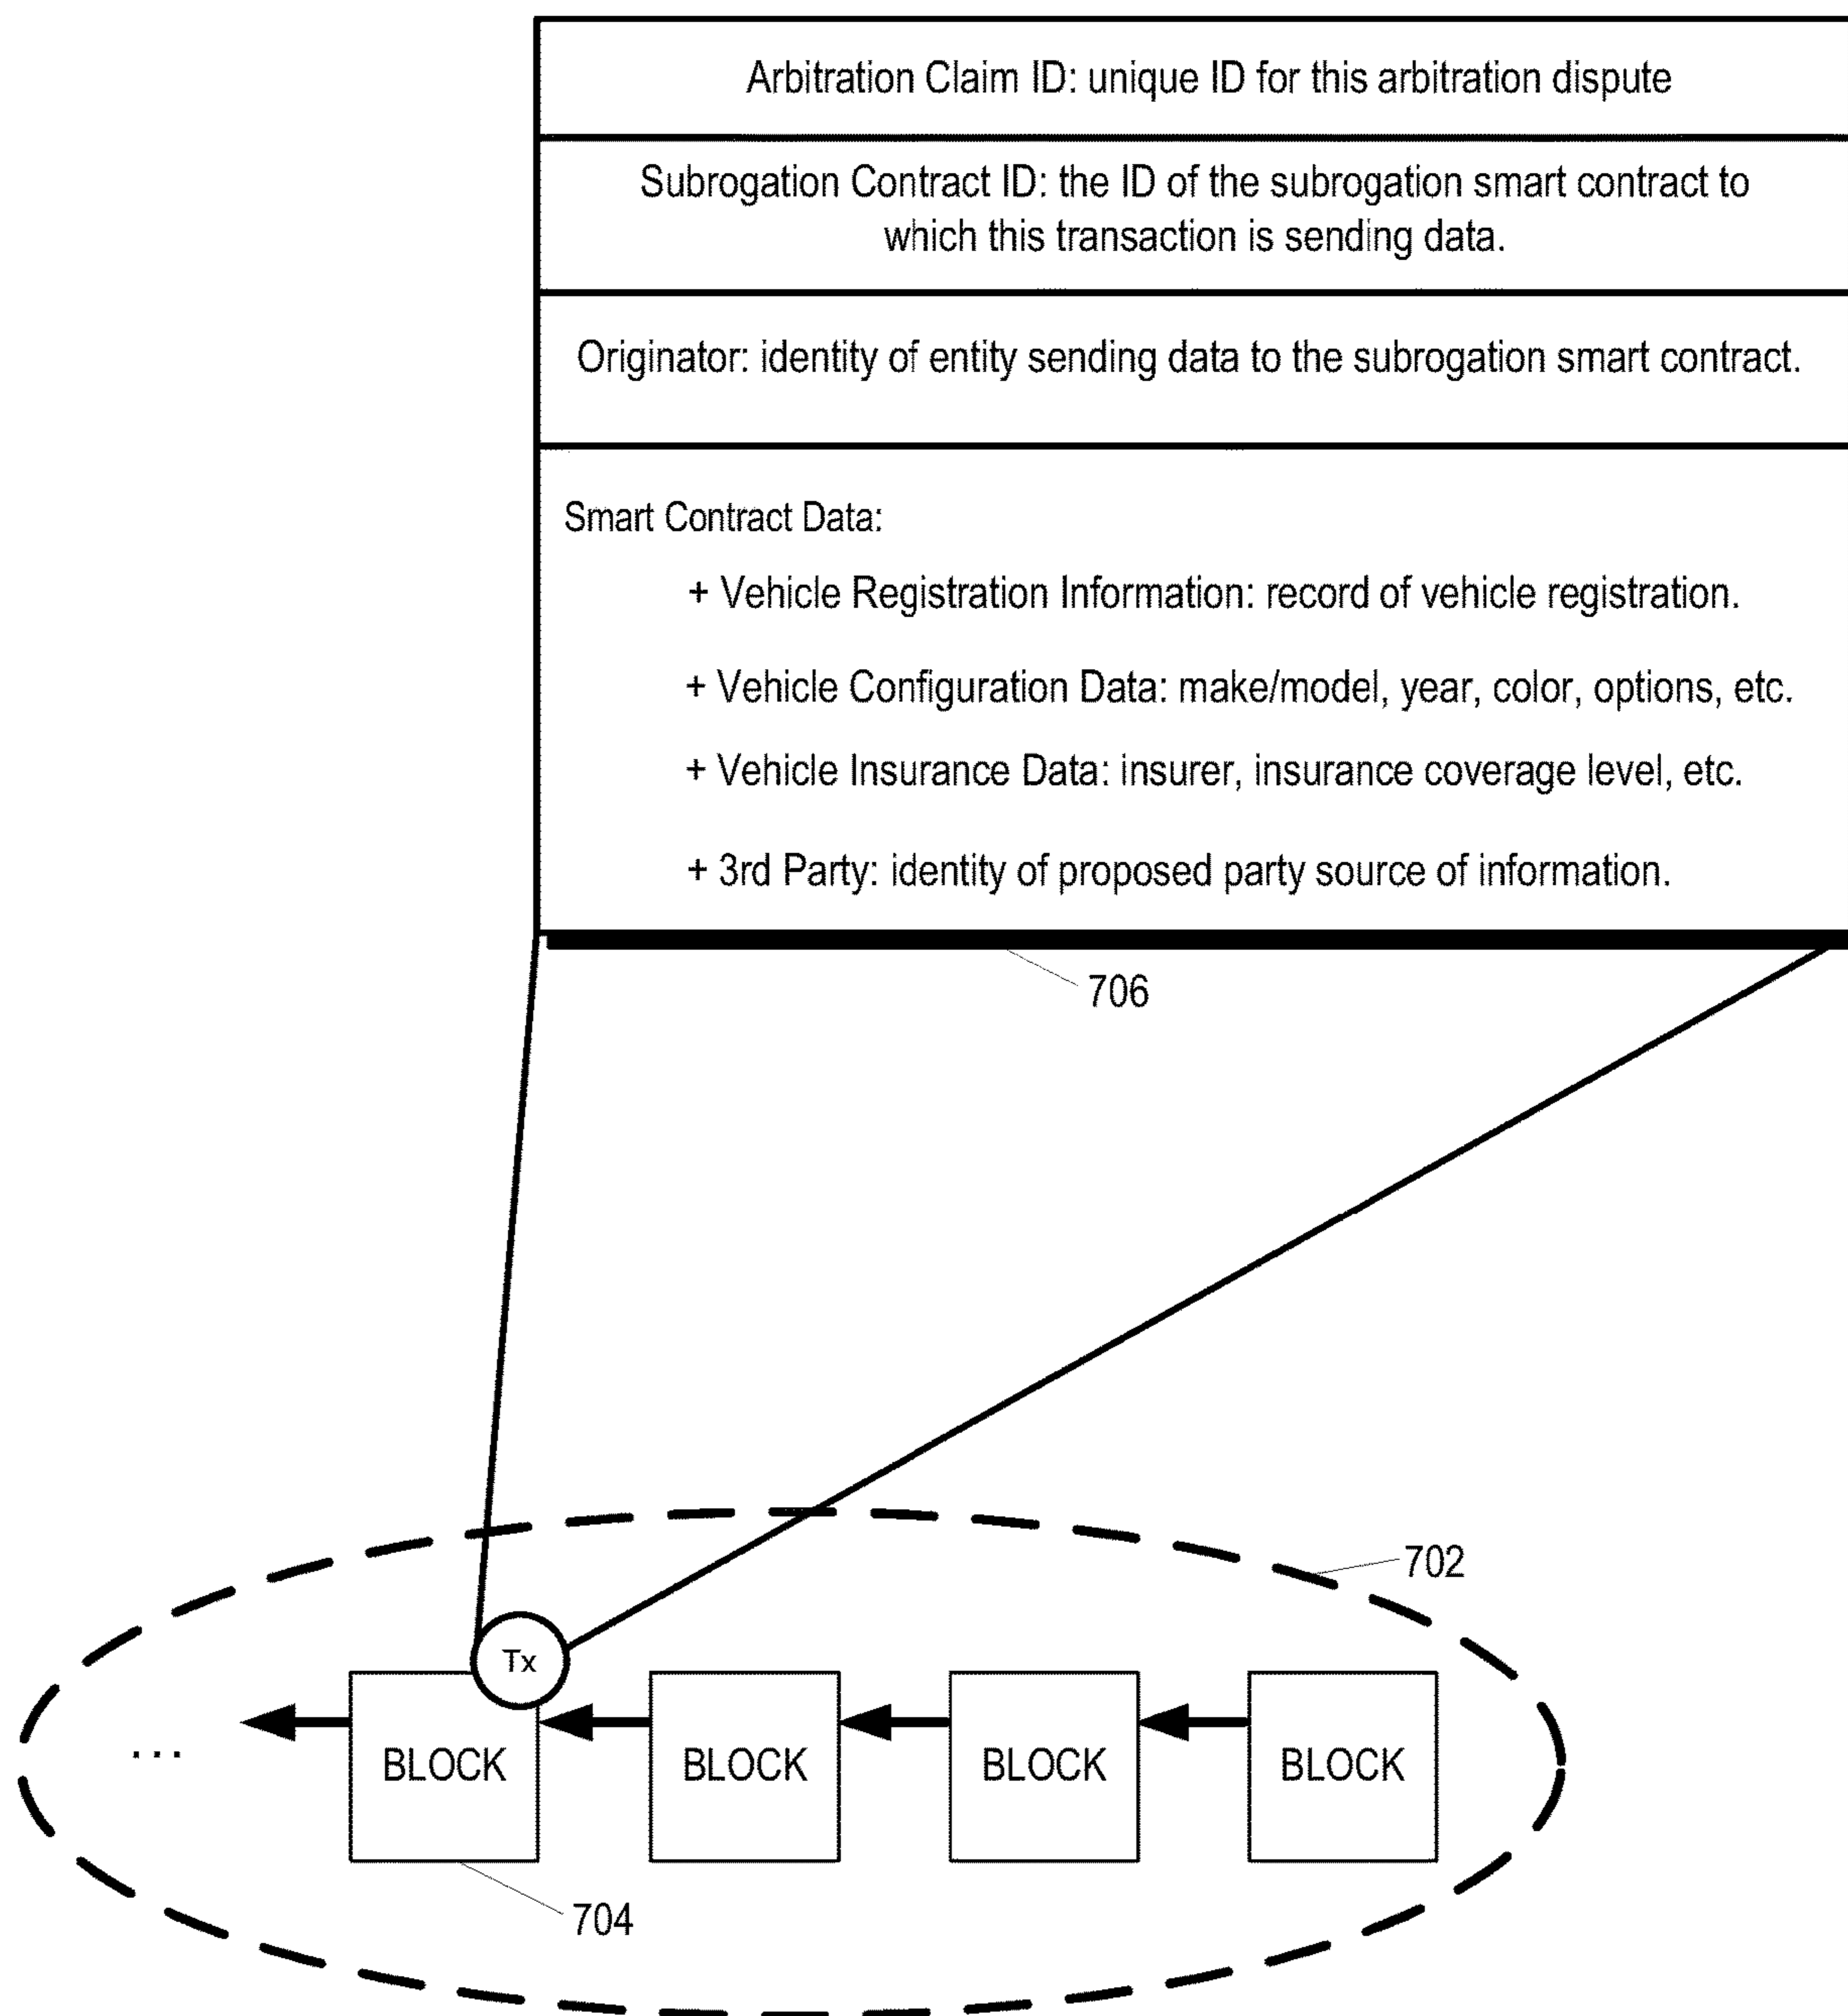 Arbitration Claim ID: unique ID for this arbitration dispute
Subrogation Contract ID: the ID of the subrogation smart contract to
which this transaction is sending data.
Originator: identity of entity sending data to the subrogation smart contract.
Smart Contract Data:
+ Vehicle Registration Information: record of vehicle registration.
+ Vehicle Configuration Data: make/model, year, color, options, etc.
+ Vehicle Insurance Data: insurer, insurance coverage level, etc.
+ 3rd Party: identity of proposed party source of information.
706
702
Tx
...
BLOCK BLOCK BLOCK BLOCK
704